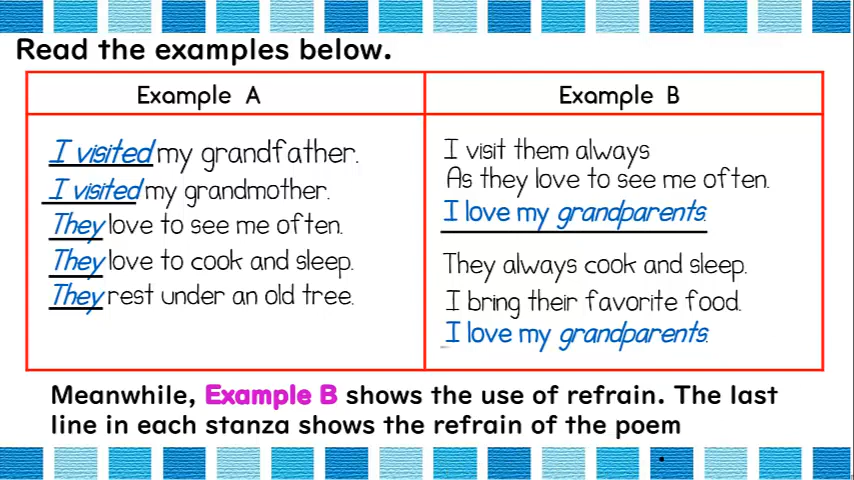 Read the examples below.
Example A
I visited my grandfather.
I visited my grandmother.
They love to see me often.
They love to cook and sleep.
They rest under an old tree.
Example B
I visit them always
As they love to see me often.
I love my grandparents.
They always cook and sleep.
I bring their favorite food.
I love my grandparents.
Meanwhile, Example B shows the use of refrain. The last
line in each stanza shows the refrain of the poem